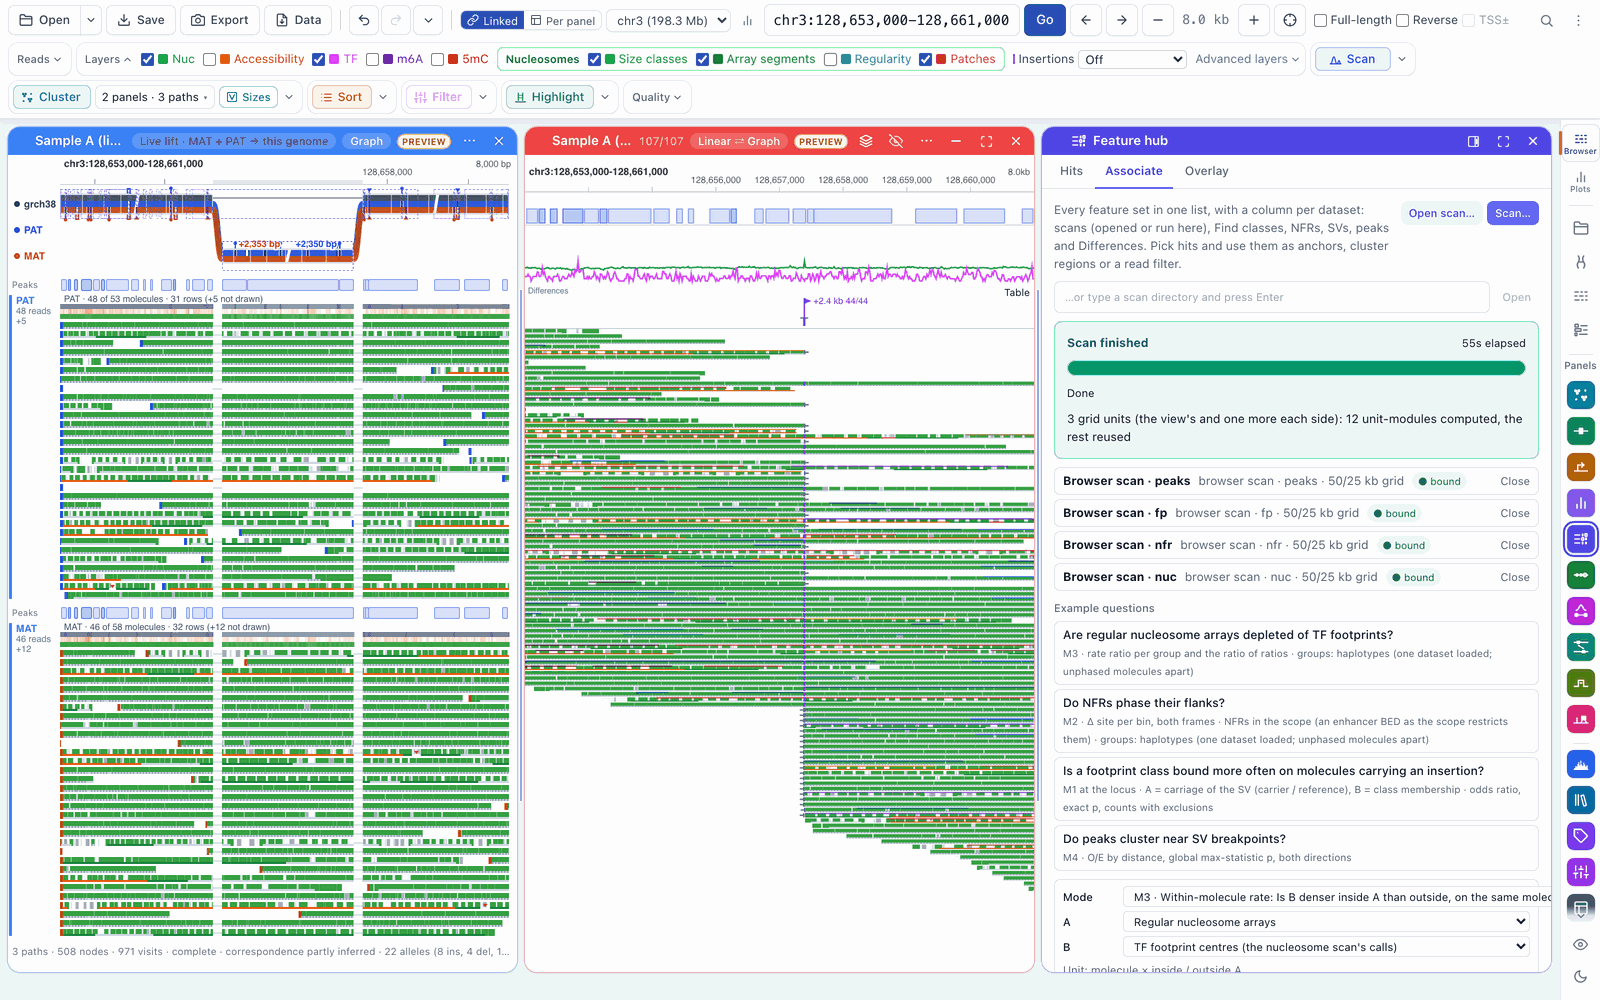 Open Save Export Data Linked Per panel chr3 (198.3 Mb) chr3:128,653,000–128,661,000 Go 8.0 kb Full-length Reverse TSS±
Reads Layers Nuc Accessibility TF m6A 5mC Nucleosomes Size classes Array segments Regularity Patches Insertions Off Advanced layers Scan
Cluster 2 panels · 3 paths Sizes Sort Filter Highlight Quality
Sample A (li... Live lift · MAT + PAT → this genome Graph PREVIEW ...
chr3:128,653,000-128,661,000 8,000 bp
128,658,000
grch38
PAT
MAT
+2,353 bp +2,350 bp
Peaks
PAT PAT · 48 of 53 molecules · 31 rows (+5 not drawn)
48 reads
+5
Peaks
MAT MAT · 46 of 58 molecules · 32 rows (+12 not drawn)
46 reads
+12
3 paths · 508 nodes · 971 visits · complete · correspondence partly inferred · 22 alleles (8 ins, 4 del, 1...
Sample A (... 107/107 Linear ⇌ Graph PREVIEW ...
chr3:128,653,000-128,661,000 8.0kb
128,656,000 128,657,000 128,658,000 128,659,000 128,660,000
Differences Table
+2.4 kb 44/44
Feature hub
Hits Associate Overlay
Every feature set in one list, with a column per dataset:
scans (opened or run here), Find classes, NFRs, SVs, peaks
and Differences. Pick hits and use them as anchors, cluster
regions or a read filter.
Open scan... Scan...
...or type a scan directory and press Enter Open
Scan finished 55s elapsed
Done
3 grid units (the view's and one more each side): 12 unit-modules computed, the
rest reused
Browser scan · peaks browser scan · peaks · 50/25 kb grid bound Close
Browser scan · fp browser scan · fp · 50/25 kb grid bound Close
Browser scan · nfr browser scan · nfr · 50/25 kb grid bound Close
Browser scan · nuc browser scan · nuc · 50/25 kb grid bound Close
Example questions
Are regular nucleosome arrays depleted of TF footprints?
M3 · rate ratio per group and the ratio of ratios · groups: haplotypes (one dataset loaded;
unphased molecules apart)
Do NFRs phase their flanks?
M2 · Δ site per bin, both frames · NFRs in the scope (an enhancer BED as the scope restricts
them) · groups: haplotypes (one dataset loaded; unphased molecules apart)
Is a footprint class bound more often on molecules carrying an insertion?
M1 at the locus · A = carriage of the SV (carrier / reference), B = class membership · odds ratio,
exact p, counts with exclusions
Do peaks cluster near SV breakpoints?
M4 · O/E by distance, global max-statistic p, both directions
Mode M3 · Within-molecule rate: Is B denser inside A than outside, on the same molec
A Regular nucleosome arrays
B TF footprint centres (the nucleosome scan's calls)
Unit: molecule × inside / outside A
Browser
Plots
Panels